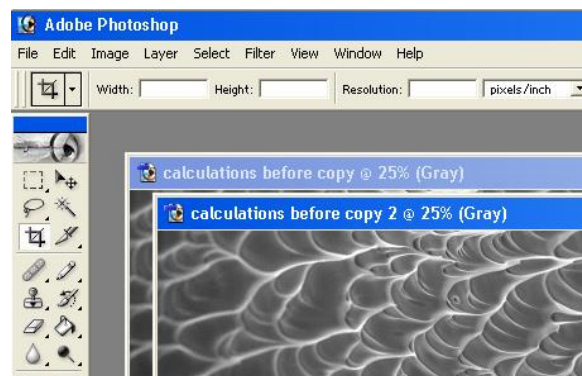 Adobe Photoshop
File Edit Image Layer Select Filter View Window Help
Width: Height: Resolution: pixels/inch
calculations before copy @ 25% (Gray)
calculations before copy 2 @ 25% (Gray)